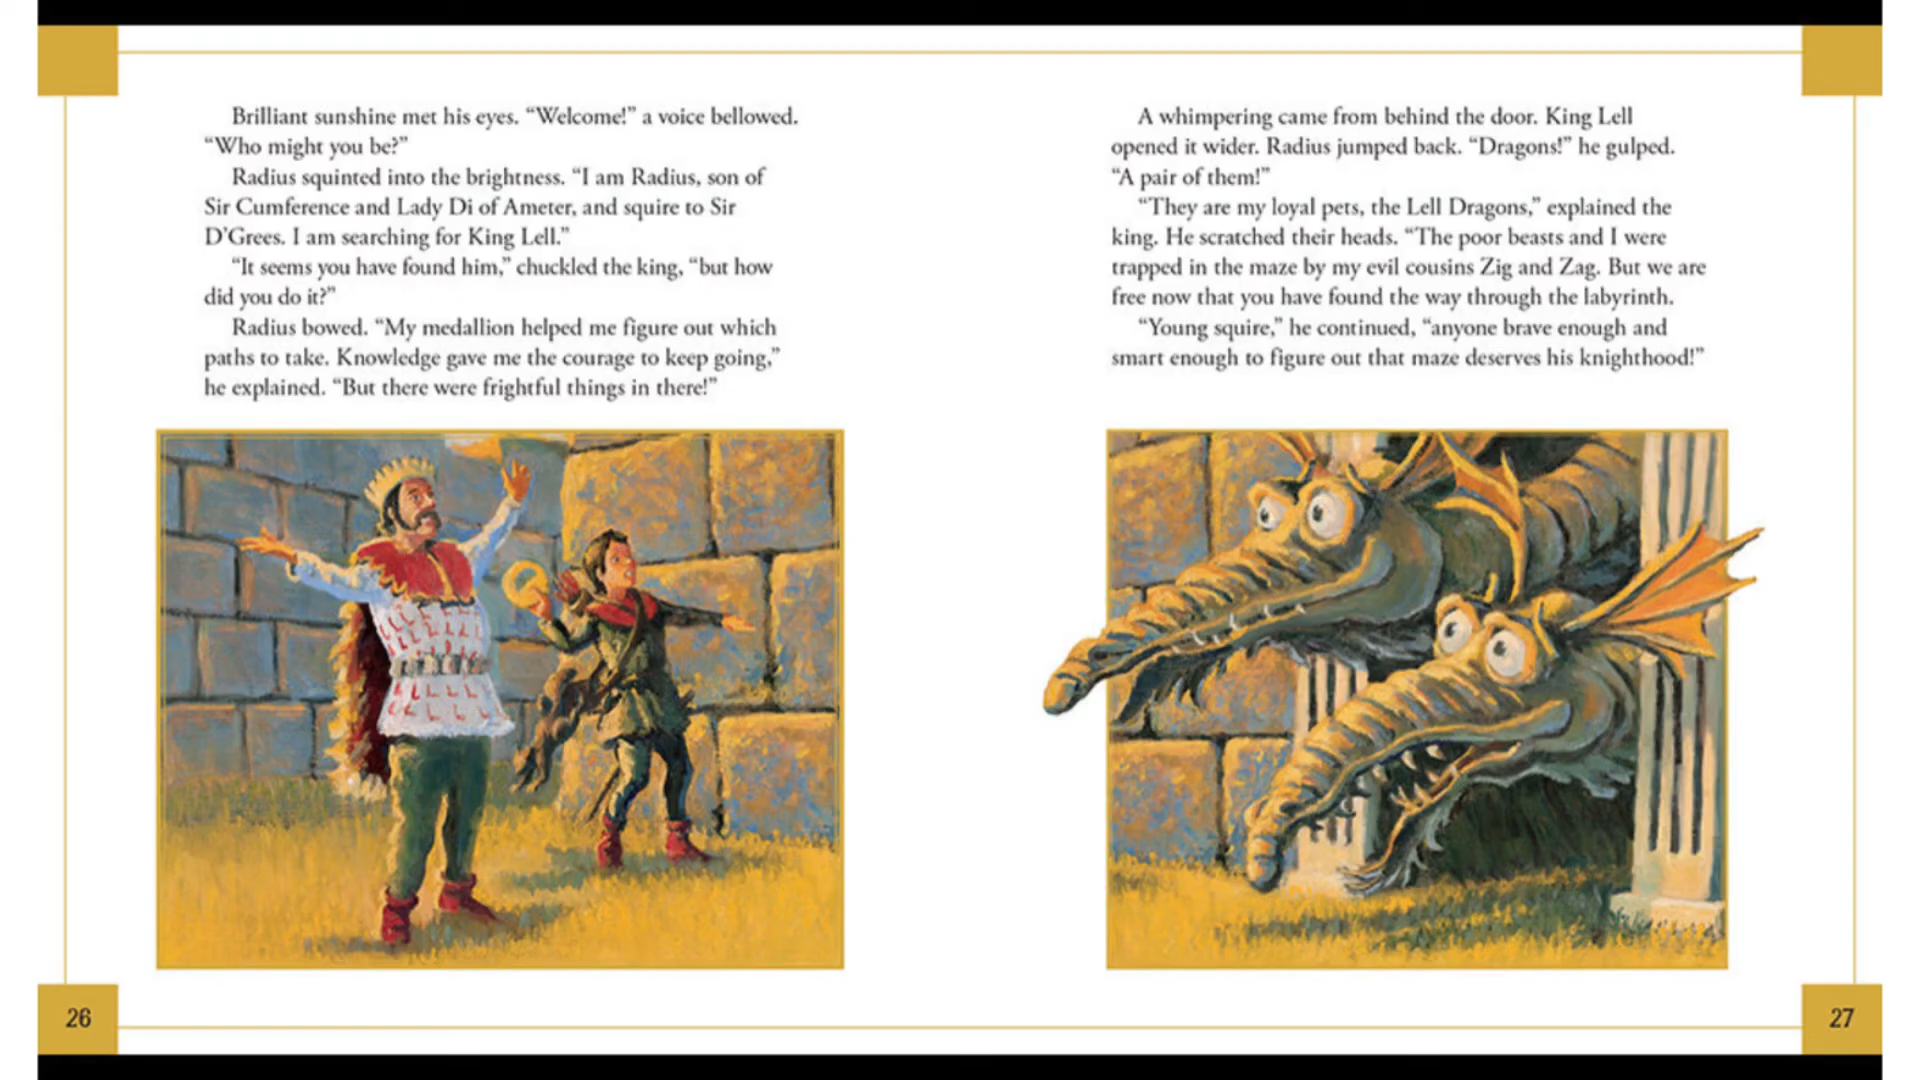 Brilliant sunshine met his eyes. “Welcome!” a voice bellowed.
“Who might you be?”
Radius squinted into the brightness. “I am Radius, son of
Sir Cumference and Lady Di of Ameter, and squire to Sir
D’Grees. I am searching for King Lell.”
“It seems you have found him,” chuckled the king, “but how
did you do it?”
Radius bowed. “My medallion helped me figure out which
paths to take. Knowledge gave me the courage to keep going,”
he explained. “But there were frightful things in there!”
26
A whimpering came from behind the door. King Lell
opened it wider. Radius jumped back. “Dragons!” he gulped.
“A pair of them!”
“They are my loyal pets, the Lell Dragons,” explained the
king. He scratched their heads. “The poor beasts and I were
trapped in the maze by my evil cousins Zig and Zag. But we are
free now that you have found the way through the labyrinth.
“Young squire,” he continued, “anyone brave enough and
smart enough to figure out that maze deserves his knighthood!”
27